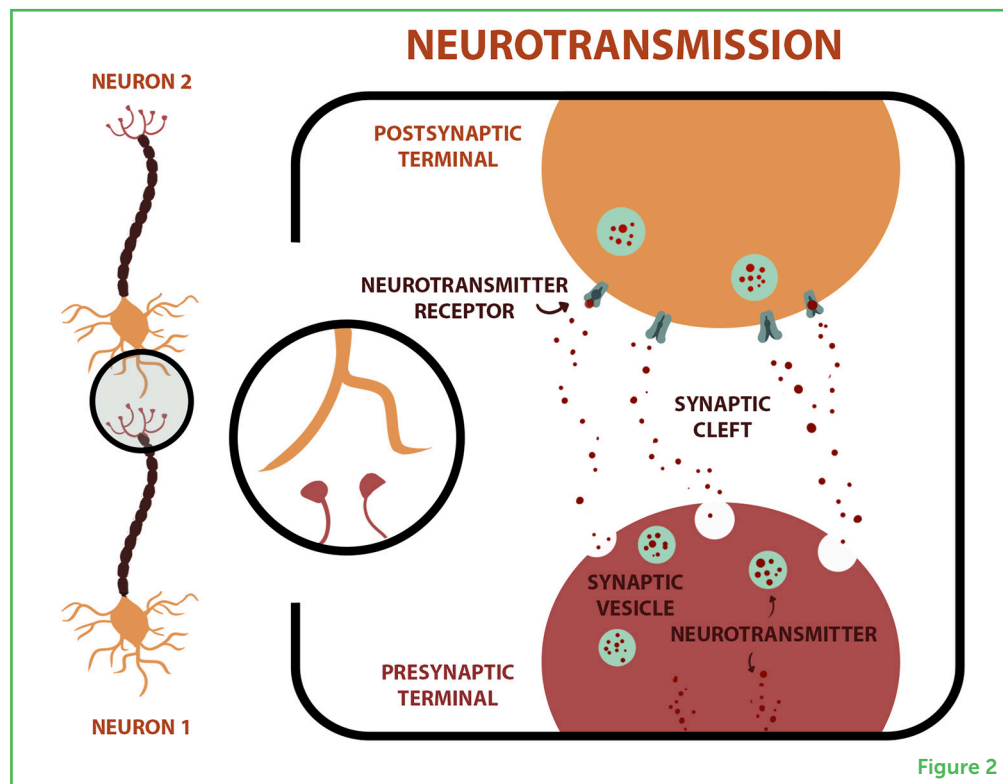 NEUROTRANSMISSION
NEURON 2
POSTSYNAPTIC
TERMINAL
NEUROTRANSMITTER
RECEPTOR
SYNAPTIC
CLEFT
SYNAPTIC
VESICLE
NEUROTRANSMITTER
PRESYNAPTIC
TERMINAL
NEURON 1
Figure 2